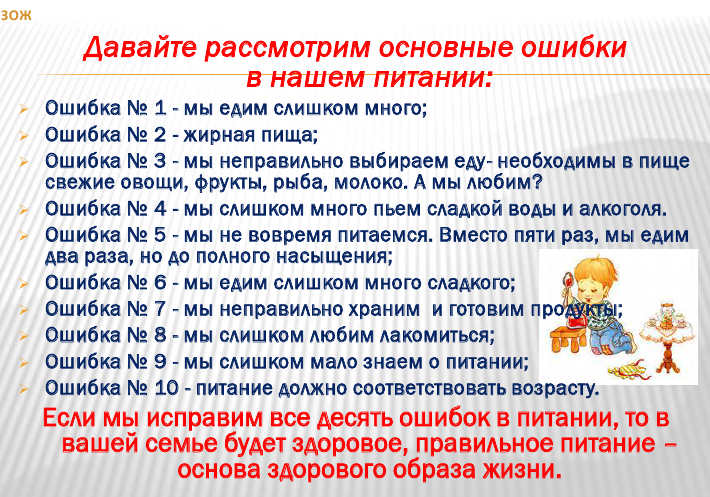 ЗОЖ
Давайте рассмотрим основные ошибки
в нашем питании:
Ошибка № 1 - мы едим слишком много;
Ошибка № 2 - жирная пища;
Ошибка № 3 - мы неправильно выбираем еду- необходимы в пище
свежие овощи, фрукты, рыба, молоко. А мы любим?
Ошибка № 4 - мы слишком много пьем сладкой воды и алкоголя.
Ошибка № 5 - мы не вовремя питаемся. Вместо пяти раз, мы едим
два раза, но до полного насыщения;
Ошибка № 6 - мы едим слишком много сладкого;
Ошибка № 7 - мы неправильно храним и готовим продукты;
Ошибка № 8 - мы слишком любим лакомиться;
Ошибка № 9 - мы слишком мало знаем о питании;
Ошибка № 10 - питание должно соответствовать возрасту.
Если мы исправим все десять ошибок в питании, то в
вашей семье будет здоровое, правильное питание –
основа здорового образа жизни.